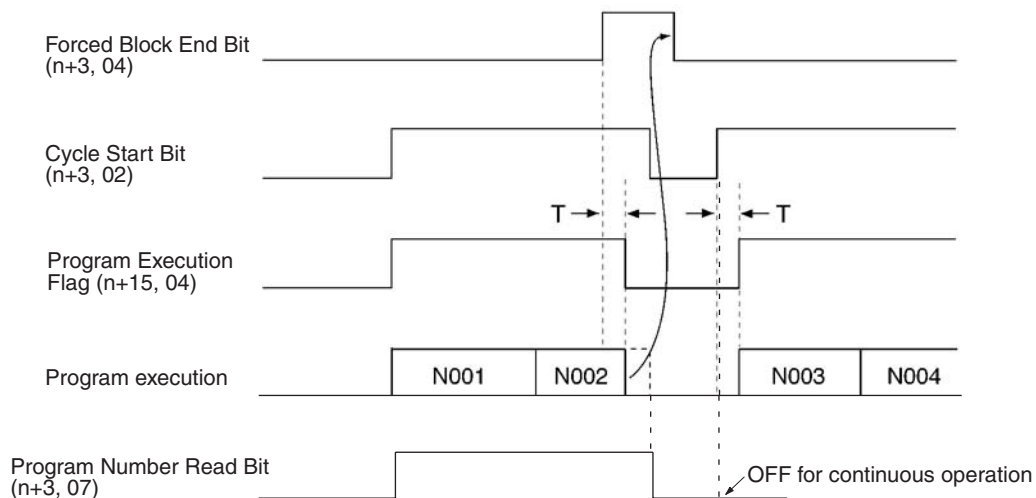 Forced Block End Bit
(n+3, 04)
Cycle Start Bit
(n+3, 02)
T
T
Program Execution
Flag (n+15, 04)
Program execution
N001
N002
N003
N004
Program Number Read Bit
(n+3, 07)
OFF for continuous operation